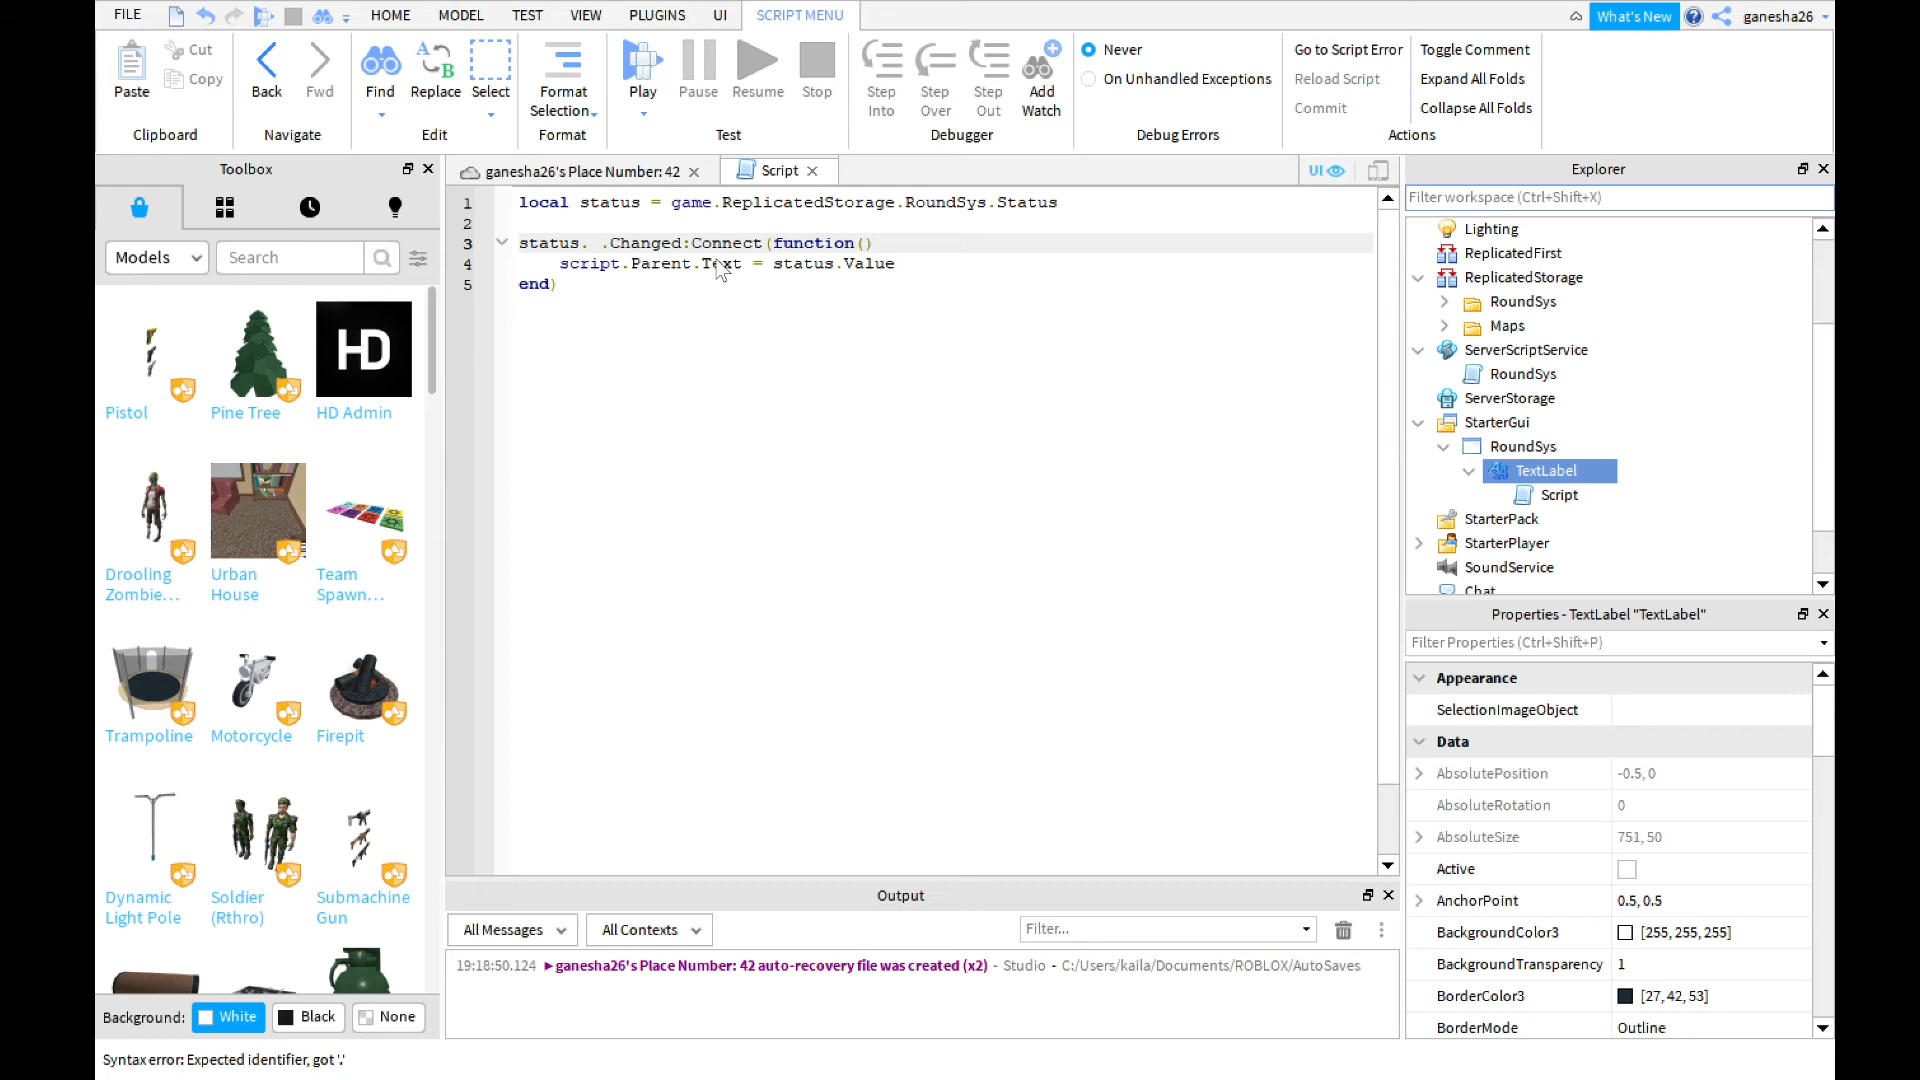 FILE HOME MODEL TEST VIEW PLUGINS UI SCRIPT MENU What's New ganesha26
Paste Cut Copy
Clipboard
Back Fwd
Navigate
Find Replace Select
Edit
Format Selection
Format
Play Pause Resume Stop
Test
Step Into Step Over Step Out Add Watch
Debugger
Never
On Unhandled Exceptions
Debug Errors
Go to Script Error Toggle Comment
Reload Script Expand All Folds
Commit Collapse All Folds
Actions
Toolbox
Models Search
HD
Pistol Pine Tree HD Admin
Drooling Zombie... Urban House Team Spawn...
Trampoline Motorcycle Firepit
Dynamic Light Pole Soldier (Rthro) Submachine Gun
Background: White Black None
Syntax error: Expected identifier, got '.'
ganesha26's Place Number: 42 Script UI
1 local status = game.ReplicatedStorage.RoundSys.Status
2
3 status. .Changed:Connect(function()
4 script.Parent.Text = status.Value
5 end)
Output
All Messages All Contexts Filter...
19:18:50.124 ►ganesha26's Place Number: 42 auto-recovery file was created (x2) - Studio - C:/Users/kaila/Documents/ROBLOX/AutoSaves
Explorer
Filter workspace (Ctrl+Shift+X)
Lighting
ReplicatedFirst
ReplicatedStorage
RoundSys
Maps
ServerScriptService
RoundSys
ServerStorage
StarterGui
RoundSys
TextLabel
Script
StarterPack
StarterPlayer
SoundService
Chat
Properties - TextLabel "TextLabel"
Filter Properties (Ctrl+Shift+P)
Appearance
SelectionImageObject
Data
AbsolutePosition -0.5, 0
AbsoluteRotation 0
AbsoluteSize 751, 50
Active
AnchorPoint 0.5, 0.5
BackgroundColor3 [255, 255, 255]
BackgroundTransparency 1
BorderColor3 [27, 42, 53]
BorderMode Outline